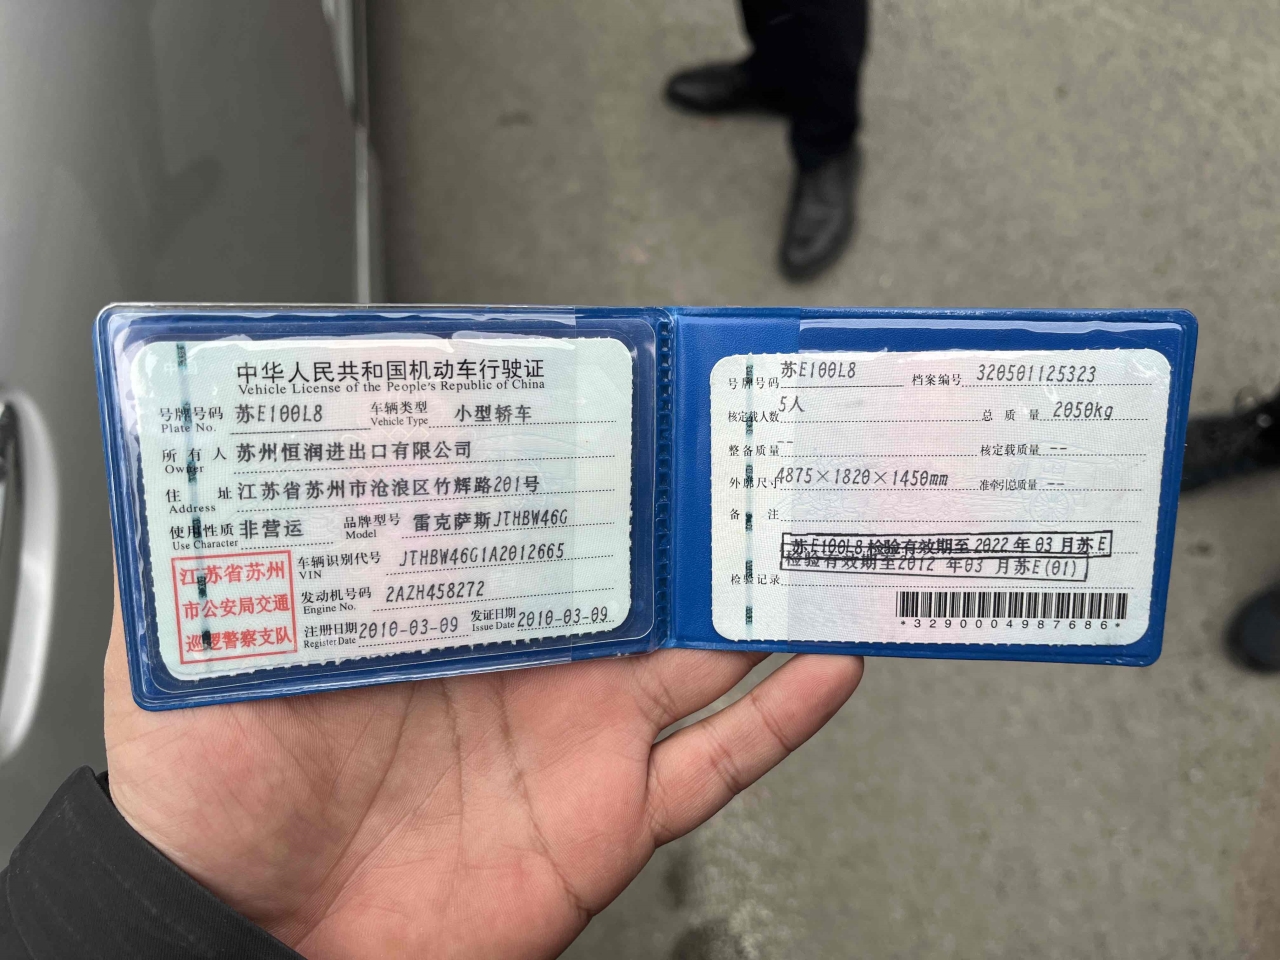 中华人民共和国机动车行驶证
Vehicle License of the People's Republic of China
号牌号码 苏E100L8 车辆类型 小型轿车
Plate No. Vehicle Type
所有人 苏州恒润进出口有限公司
Owner
住址 江苏省苏州市沧浪区竹辉路201号
Address
使用性质 非营运 品牌型号 雷克萨斯JTHBW46G
Use Character Model
江苏省苏州
市公安局交通
巡逻警察支队
车辆识别代号 JTHBW46G1A2012665
VIN
发动机号码 2AZH458272
Engine No.
注册日期 2010-03-09 发证日期 2010-03-09
Register Date Issue Date
号牌号码 苏E100L8 档案编号 320501125323
核定载人数 5人 总质量 2050kg
整备质量 -- 核定载质量 --
外廓尺寸 4875×1820×1450mm 准牵引总质量 --
备注
苏E100L8 检验有效期至2022年03月苏E
检验有效期至2012年03月苏E(01)
检验记录
*3290004987686*